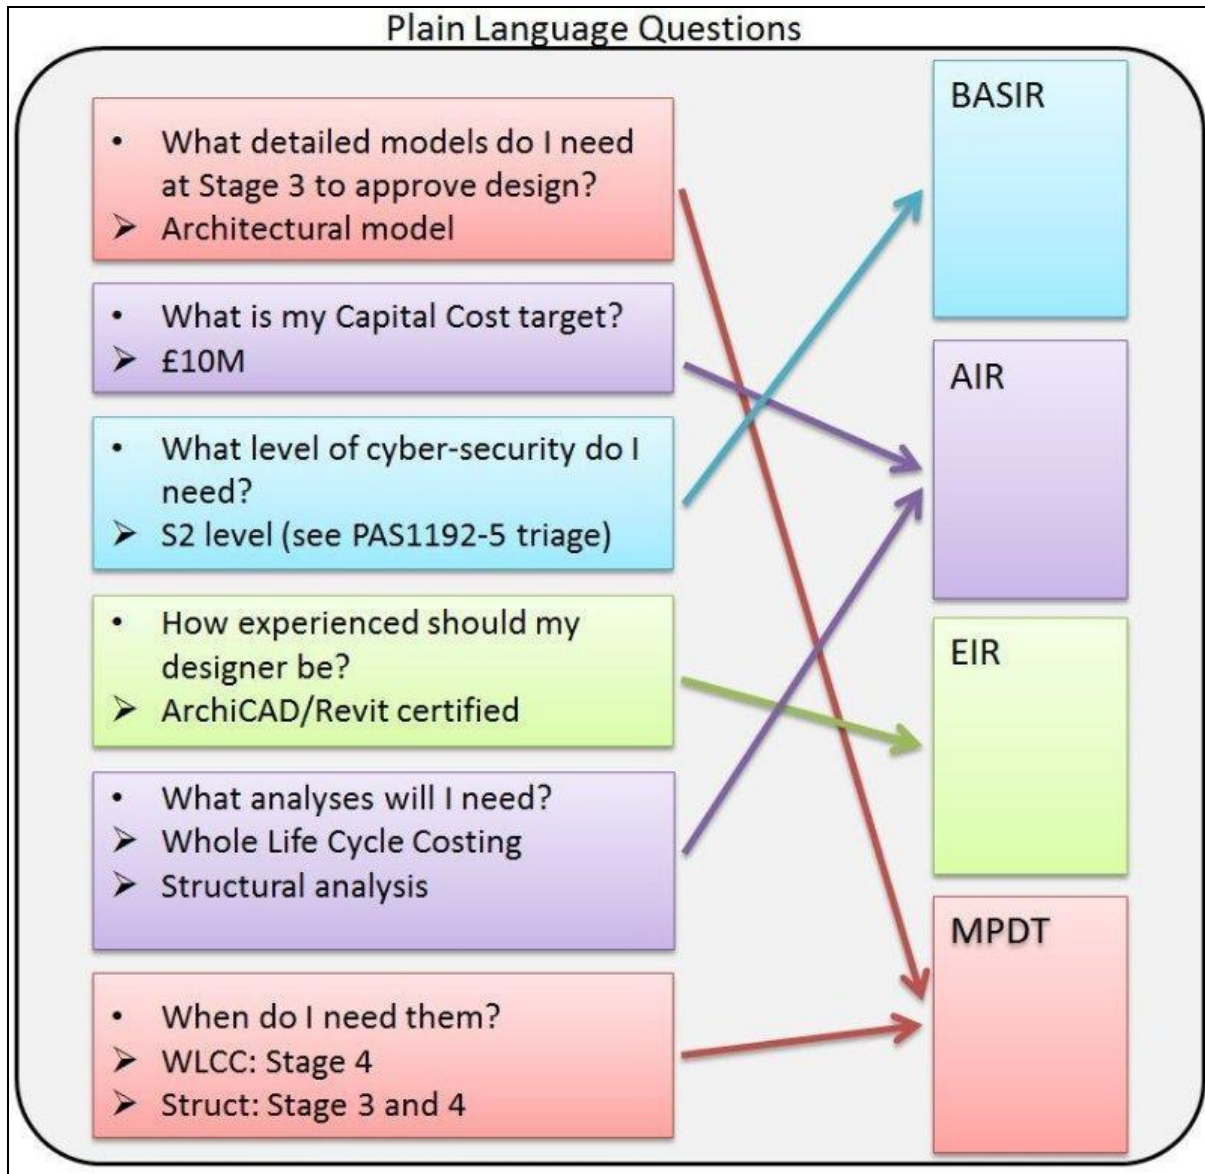 Plain Language Questions
• What detailed models do I need
at Stage 3 to approve design?
➢ Architectural model
• What is my Capital Cost target?
➢ £10M
• What level of cyber-security do I
need?
➢ S2 level (see PAS1192-5 triage)
• How experienced should my
designer be?
➢ ArchiCAD/Revit certified
• What analyses will I need?
➢ Whole Life Cycle Costing
➢ Structural analysis
• When do I need them?
➢ WLCC: Stage 4
➢ Struct: Stage 3 and 4
BASIR
AIR
EIR
MPDT